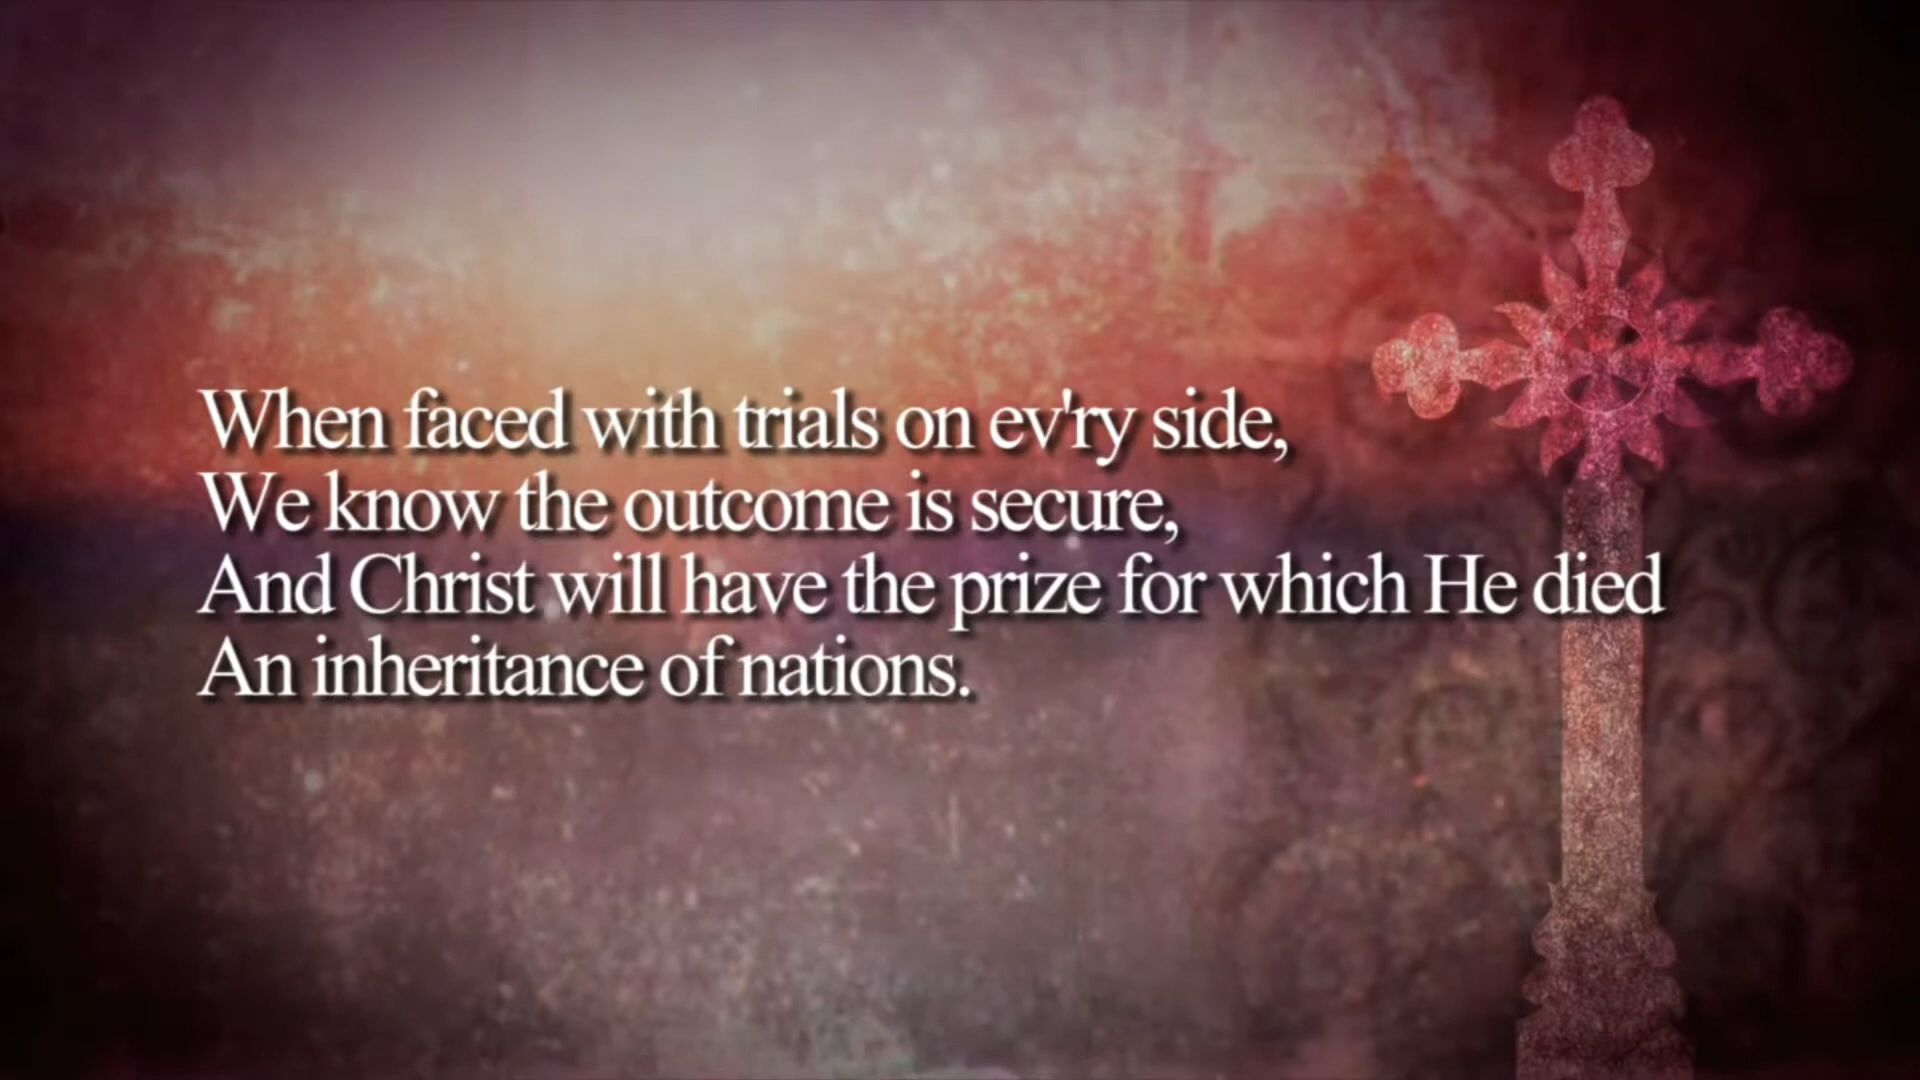 When faced with trials on ev'ry side,
We know the outcome is secure,
And Christ will have the prize for which He died
An inheritance of nations.